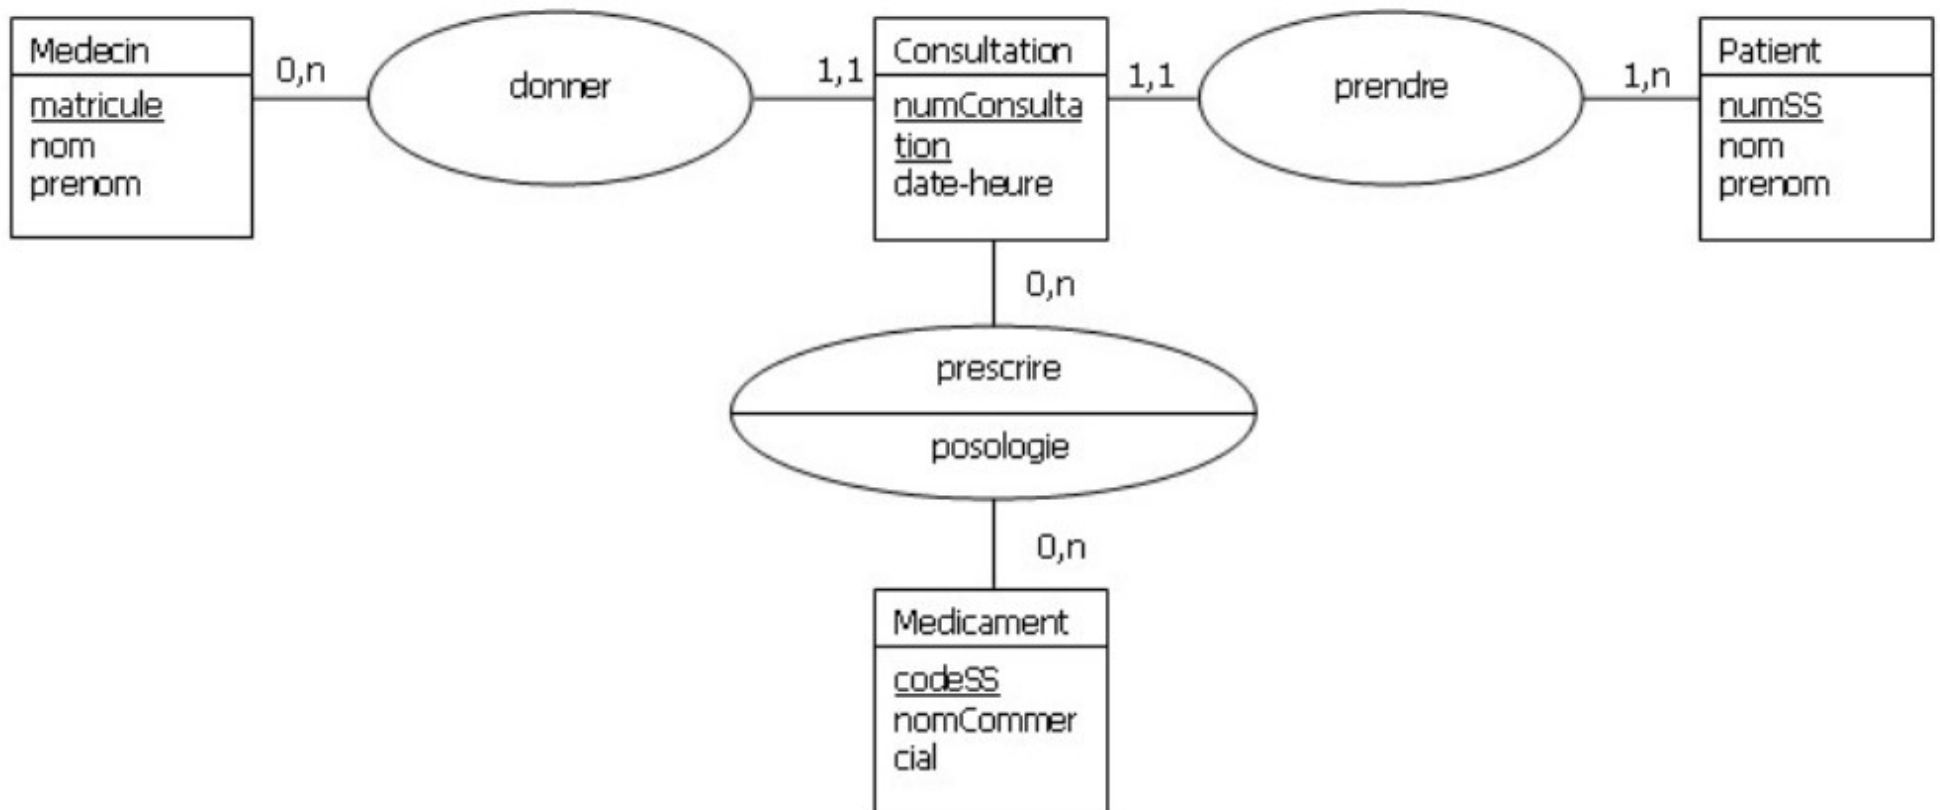 Medecin
matricule
nom
prenom
0,n
donner
1,1
Consultation
numConsulta
tion
date-heure
1,1
prendre
1,n
Patient
numSS
nom
prenom
0,n
prescrire
posologie
0,n
Medicament
codeSS
nomCommer
cial